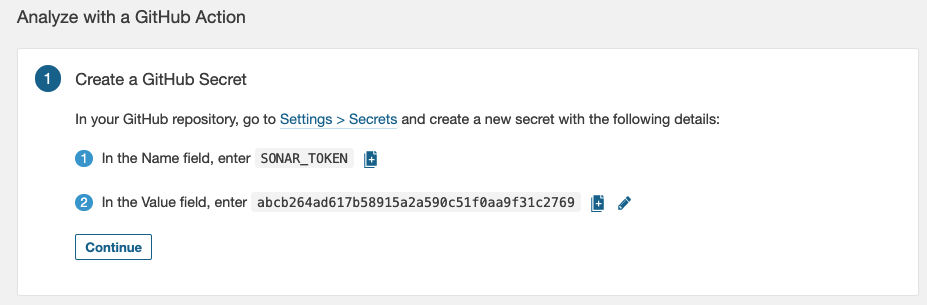 Analyze with a GitHub Action
1 Create a GitHub Secret
In your GitHub repository, go to Settings > Secrets and create a new secret with the following details:
1 In the Name field, enter SONAR_TOKEN
2 In the Value field, enter abcb264ad617b58915a2a590c51f0aa9f31c2769
Continue